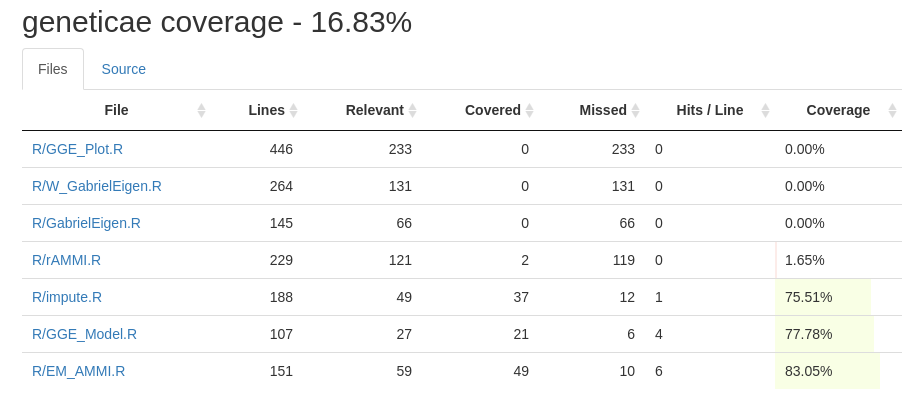 geneticae coverage - 16.83%
Files Source
File Lines Relevant Covered Missed Hits / Line Coverage
R/GGE_Plot.R 446 233 0 233 0 0.00%
R/W_GabrielEigen.R 264 131 0 131 0 0.00%
R/GabrielEigen.R 145 66 0 66 0 0.00%
R/rAMMI.R 229 121 2 119 0 1.65%
R/impute.R 188 49 37 12 1 75.51%
R/GGE_Model.R 107 27 21 6 4 77.78%
R/EM_AMMI.R 151 59 49 10 6 83.05%